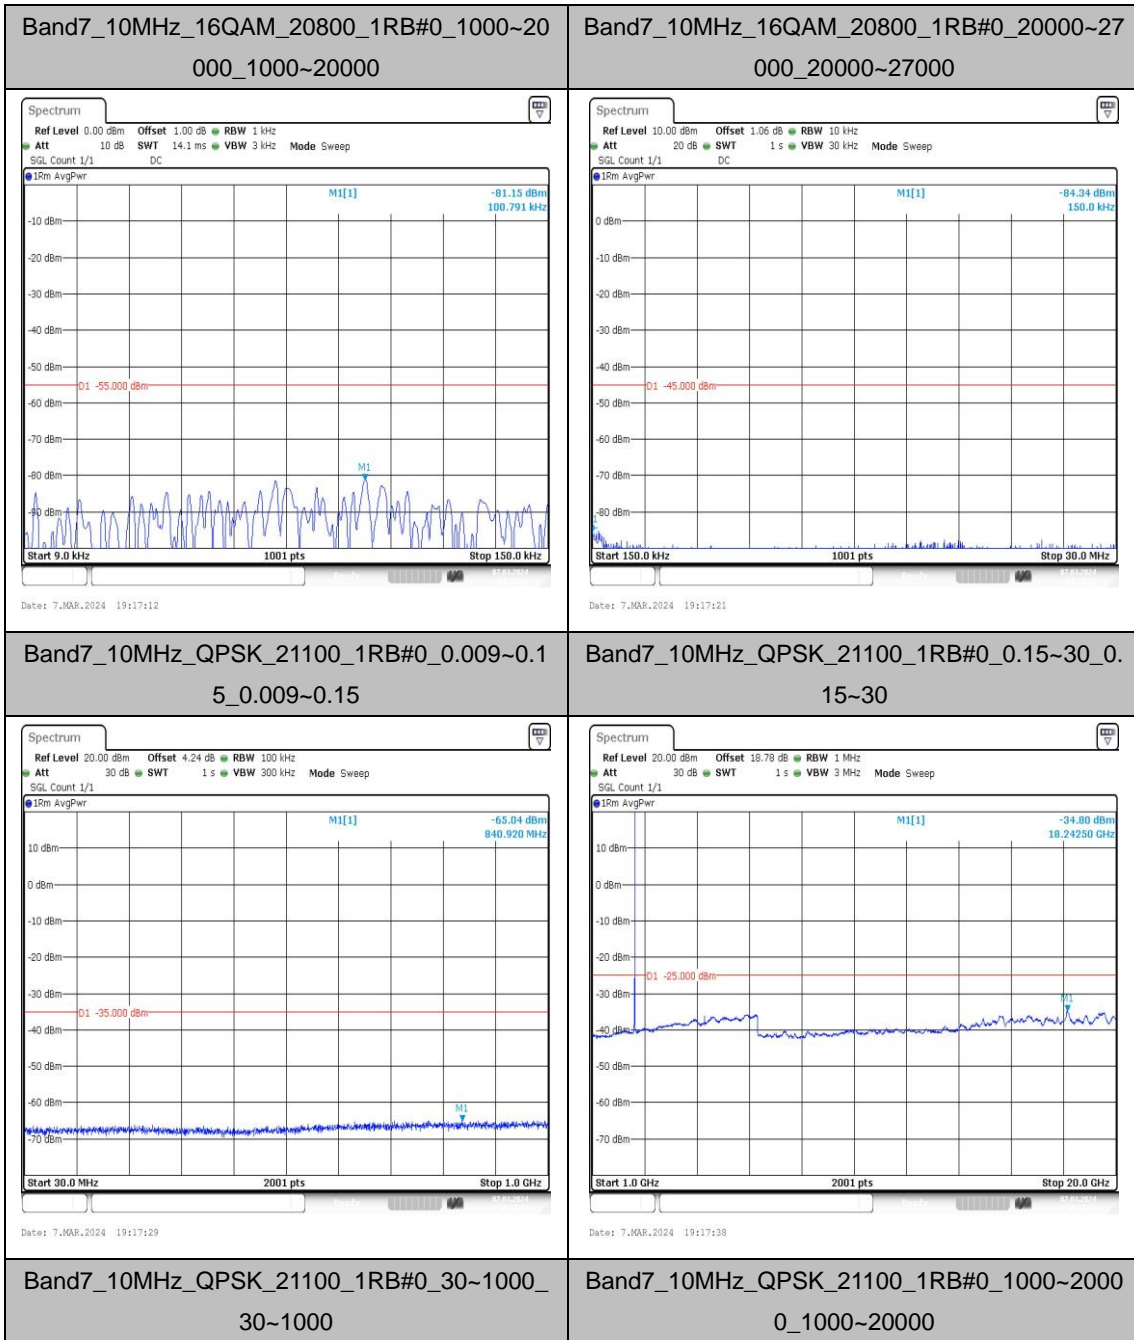 Band7_10MHz_16QAM_20800_1RB#0_1000~20
000_1000~20000
Band7_10MHz_16QAM_20800_1RB#0_20000~27
000_20000~27000
Spectrum
Ref Level 0.00 dBm Offset 1.00 dB RBW 1 kHz
Att 10 dB SWT 14.1 ms VBW 3 kHz Mode Sweep
SGL Count 1/1 DC
1Rm AvgPwr
M1[1] -81.15 dBm
100.791 kHz
-10 dBm
-20 dBm
-30 dBm
-40 dBm
-50 dBm
D1 -55.000 dBm
-60 dBm
-70 dBm
M1
-80 dBm
-90 dBm
Start 9.0 kHz 1001 pts Stop 150.0 kHz
Date: 7.MAR.2024 19:17:12
Spectrum
Ref Level 10.00 dBm Offset 1.06 dB RBW 10 kHz
Att 20 dB SWT 1 s VBW 30 kHz Mode Sweep
SGL Count 1/1 DC
1Rm AvgPwr
M1[1] -84.34 dBm
150.0 kHz
0 dBm
-10 dBm
-20 dBm
-30 dBm
-40 dBm
D1 -45.000 dBm
-50 dBm
-60 dBm
-70 dBm
-80 dBm
Start 150.0 kHz 1001 pts Stop 30.0 MHz
Date: 7.MAR.2024 19:17:21
Band7_10MHz_QPSK_21100_1RB#0_0.009~0.1
5_0.009~0.15
Band7_10MHz_QPSK_21100_1RB#0_0.15~30_0.
15~30
Spectrum
Ref Level 20.00 dBm Offset 4.24 dB RBW 100 kHz
Att 30 dB SWT 1 s VBW 300 kHz Mode Sweep
SGL Count 1/1
1Rm AvgPwr
M1[1] -65.04 dBm
840.920 MHz
10 dBm
0 dBm
-10 dBm
-20 dBm
-30 dBm
D1 -35.000 dBm
-40 dBm
-50 dBm
-60 dBm
M1
-70 dBm
Start 30.0 MHz 2001 pts Stop 1.0 GHz
Date: 7.MAR.2024 19:17:29
Spectrum
Ref Level 20.00 dBm Offset 18.78 dB RBW 1 MHz
Att 30 dB SWT 1 s VBW 3 MHz Mode Sweep
SGL Count 1/1
1Rm AvgPwr
M1[1] -34.80 dBm
18.24250 GHz
10 dBm
0 dBm
-10 dBm
-20 dBm
D1 -25.000 dBm
-30 dBm
M1
-40 dBm
-50 dBm
-60 dBm
-70 dBm
Start 1.0 GHz 2001 pts Stop 20.0 GHz
Date: 7.MAR.2024 19:17:38
Band7_10MHz_QPSK_21100_1RB#0_30~1000_
30~1000
Band7_10MHz_QPSK_21100_1RB#0_1000~2000
0_1000~20000